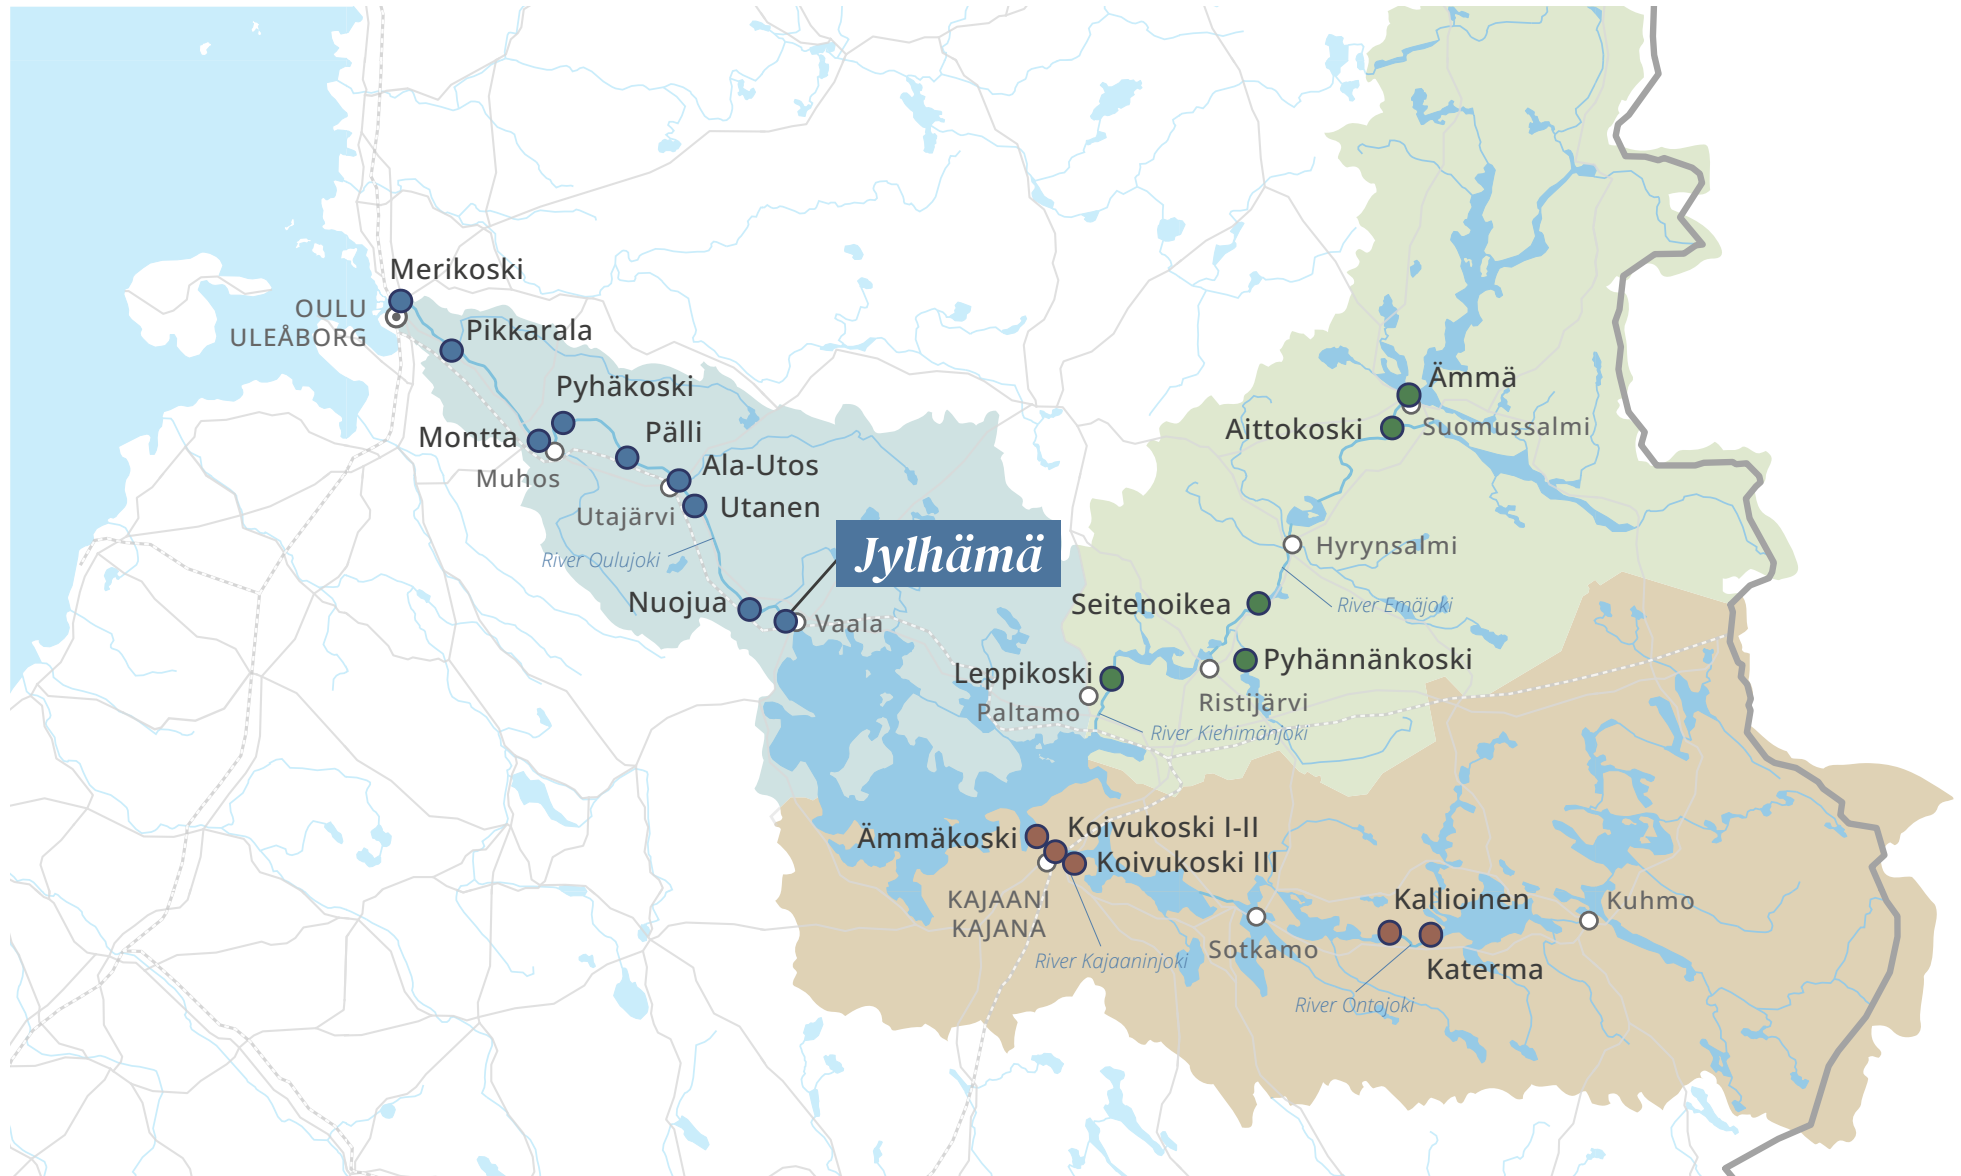 Merikoski
OULU
ULEÅBORG
Pikkarala
Pyhäkoski
Montta
Muhos
Pälli
Ala-Utos
Utajärvi
Utanen
River Oulujoki
Jylhämä
Nuojua
Vaala
Ämmä
Aittokoski
Suomussalmi
Hyrynsalmi
Seitenoikea
River Emäjoki
Leppikoski
Pyhännänkoski
Paltamo
Ristijärvi
River Kiehimänjoki
Ämmäkoski
Koivukoski I-II
Koivukoski III
KAJAANI
KAJANA
River Kajaaninjoki
Sotkamo
Kallioinen
Kuhmo
Katerma
River Ontojoki